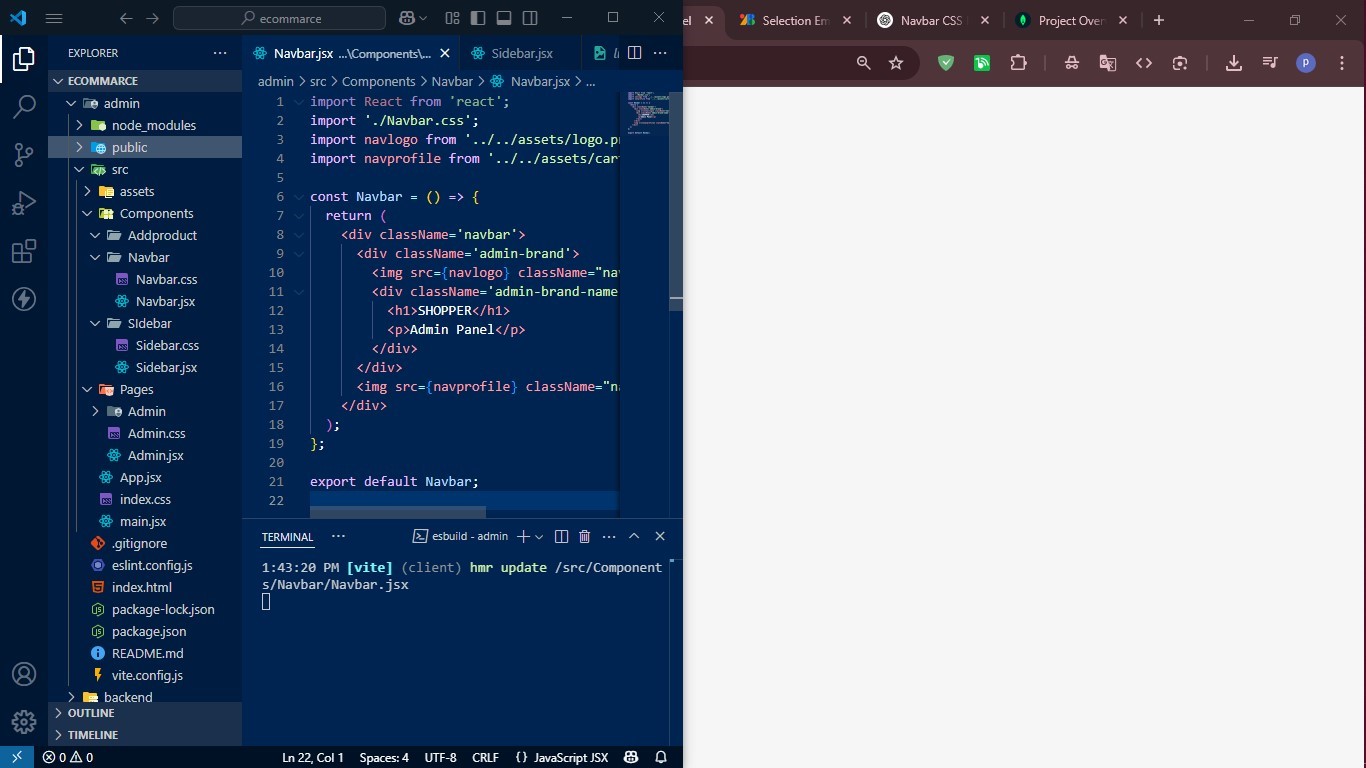 ecommarce
EXPLORER
ECOMMARCE
admin
node_modules
public
src
assets
Components
Addproduct
Navbar
Navbar.css
Navbar.jsx
SIdebar
Sidebar.css
Sidebar.jsx
Pages
Admin
Admin.css
Admin.jsx
App.jsx
index.css
main.jsx
.gitignore
eslint.config.js
index.html
package-lock.json
package.json
README.md
vite.config.js
backend
OUTLINE
TIMELINE
Navbar.jsx ...\Components\... Sidebar.jsx
admin > src > Components > Navbar > Navbar.jsx > ...
1 import React from 'react';
2 import './Navbar.css';
3 import navlogo from '../../assets/logo.p
4 import navprofile from '../../assets/car
5
6 const Navbar = () => {
7 return (
8 <div className='navbar'>
9 <div className='admin-brand'>
10 <img src={navlogo} className="nav
11 <div className='admin-brand-name
12 <h1>SHOPPER</h1>
13 <p>Admin Panel</p>
14 </div>
15 </div>
16 <img src={navprofile} className="na
17 </div>
18 );
19 };
20
21 export default Navbar;
22
TERMINAL ... esbuild - admin
1:43:20 PM [vite] (client) hmr update /src/Component
s/Navbar/Navbar.jsx
0 0 Ln 22, Col 1 Spaces: 4 UTF-8 CRLF {} JavaScript JSX
el Selection Em Navbar CSS Project Over
p